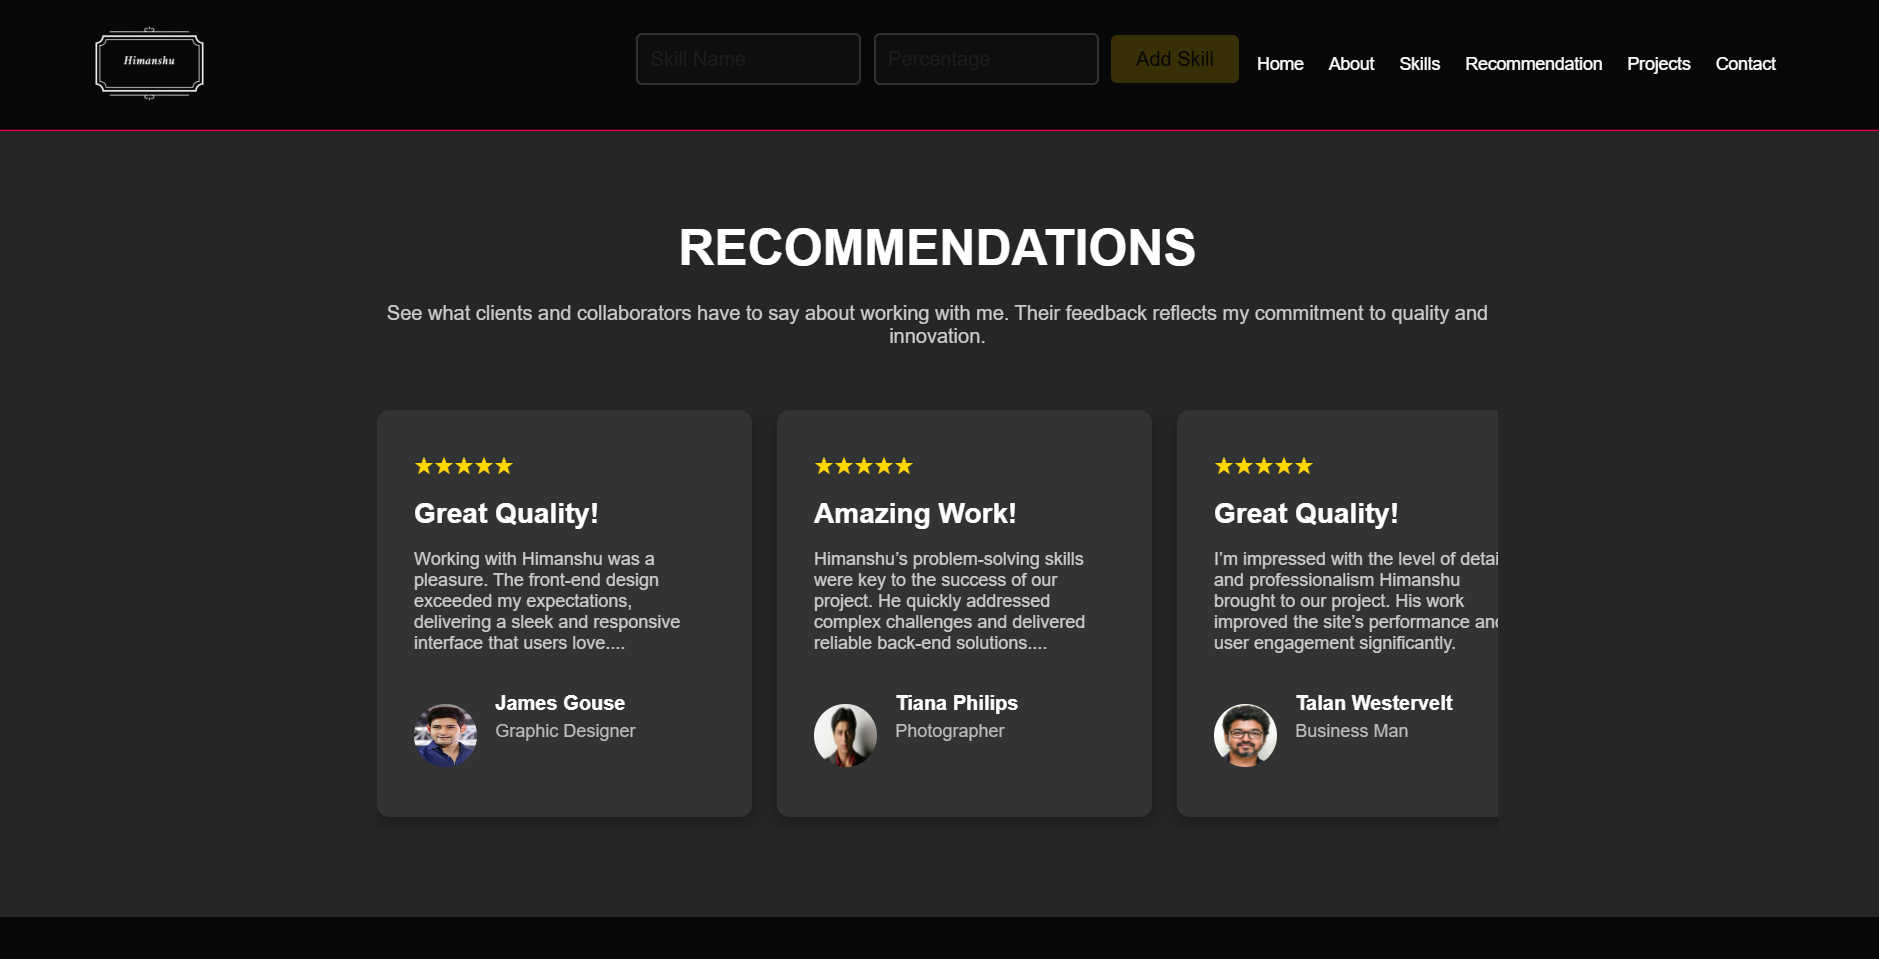 Himanshu
Skill Name
Percentage
Add Skill
Home
About
Skills
Recommendation
Projects
Contact
RECOMMENDATIONS
See what clients and collaborators have to say about working with me. Their feedback reflects my commitment to quality and
innovation.
★★★★★
Great Quality!
Working with Himanshu was a
pleasure. The front-end design
exceeded my expectations,
delivering a sleek and responsive
interface that users love....
James Gouse
Graphic Designer
★★★★★
Amazing Work!
Himanshu’s problem-solving skills
were key to the success of our
project. He quickly addressed
complex challenges and delivered
reliable back-end solutions....
Tiana Philips
Photographer
★★★★★
Great Quality!
I’m impressed with the level of detai
and professionalism Himanshu
brought to our project. His work
improved the site’s performance and
user engagement significantly.
Talan Westervelt
Business Man